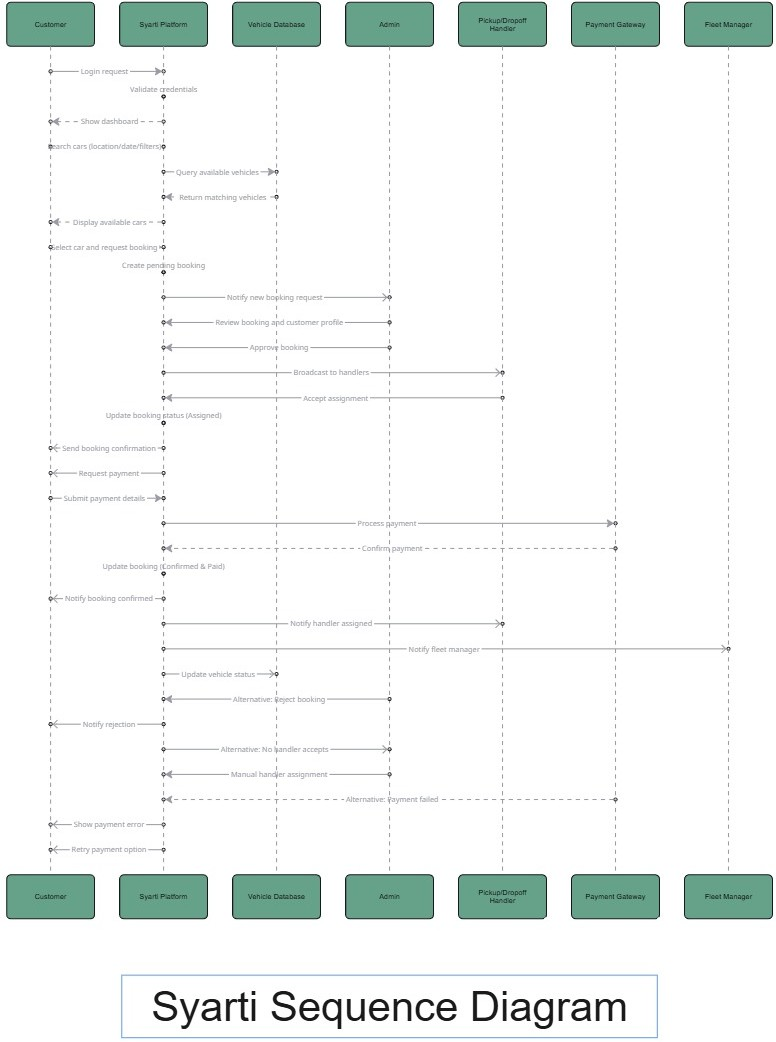 Customer
Syarti Platform
Vehicle Database
Admin
Pickup/Dropoff
Handler
Payment Gateway
Fleet Manager
Login request
Validate credentials
Show dashboard
earch cars (location/date/filters)
Query available vehicles
Return matching vehicles
Display available cars
Select car and request booking
Create pending booking
Notify new booking request
Review booking and customer profile
Approve booking
Broadcast to handlers
Accept assignment
Update booking status (Assigned)
Send booking confirmation
Request payment
Submit payment details
Process payment
Confirm payment
Update booking (Confirmed & Paid)
Notify booking confirmed
Notify handler assigned
Notify fleet manager
Update vehicle status
Alternative: Reject booking
Notify rejection
Alternative: No handler accepts
Manual handler assignment
Alternative: Payment failed
Show payment error
Retry payment option
Customer
Syarti Platform
Vehicle Database
Admin
Pickup/Dropoff
Handler
Payment Gateway
Fleet Manager
Syarti Sequence Diagram